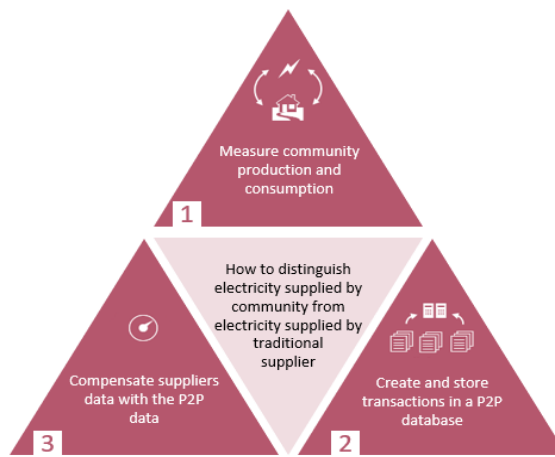 Measure community
production and
consumption
1
How to distinguish
electricity supplied by
community from
electricity supplied by
traditional
supplier
Compensate suppliers
data with the P2P
data
3
Create and store
transactions in a P2P
database
2